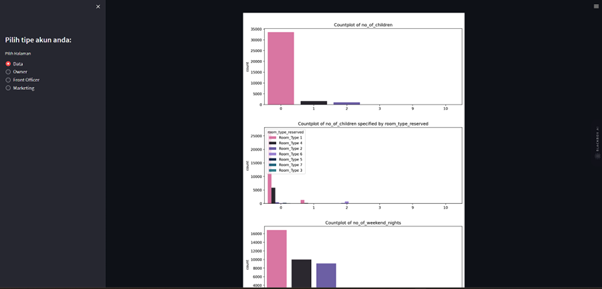 Pilih tipe akun anda:
Pilih Halaman
Data
Owner
Front Officer
Marketing
Countplot of no_of_children
35000
30000
25000
20000
15000
10000
5000
0
count
0 1 2 3 9 10
Countplot of no_of_children specified by room_type_reserved
room_type_reserved
Room_Type 1
Room_Type 4
Room_Type 2
Room_Type 6
Room_Type 5
Room_Type 7
Room_Type 3
25000
20000
15000
10000
5000
0
count
0 1 2 3 9 10
Countplot of no_of_weekend_nights
16000
14000
12000
10000
8000
6000
4000
count